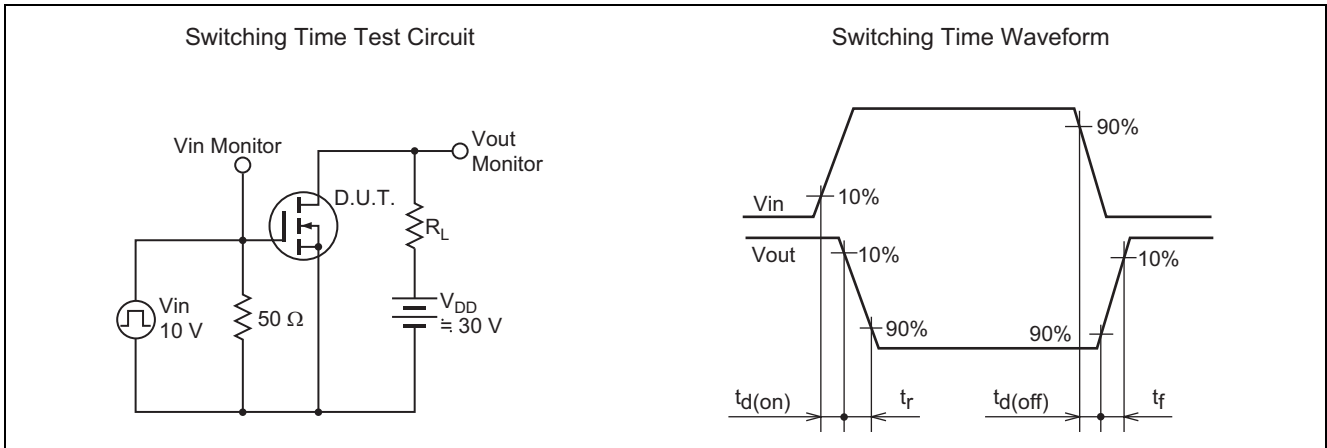 Switching Time Test Circuit
Vin Monitor
Vout
Monitor
D.U.T.
RL
Vin
10 V
50 Ω
VDD
≒ 30 V
Switching Time Waveform
Vin
10%
90%
Vout
10%
90%
90%
10%
td(on)
tr
td(off)
tf